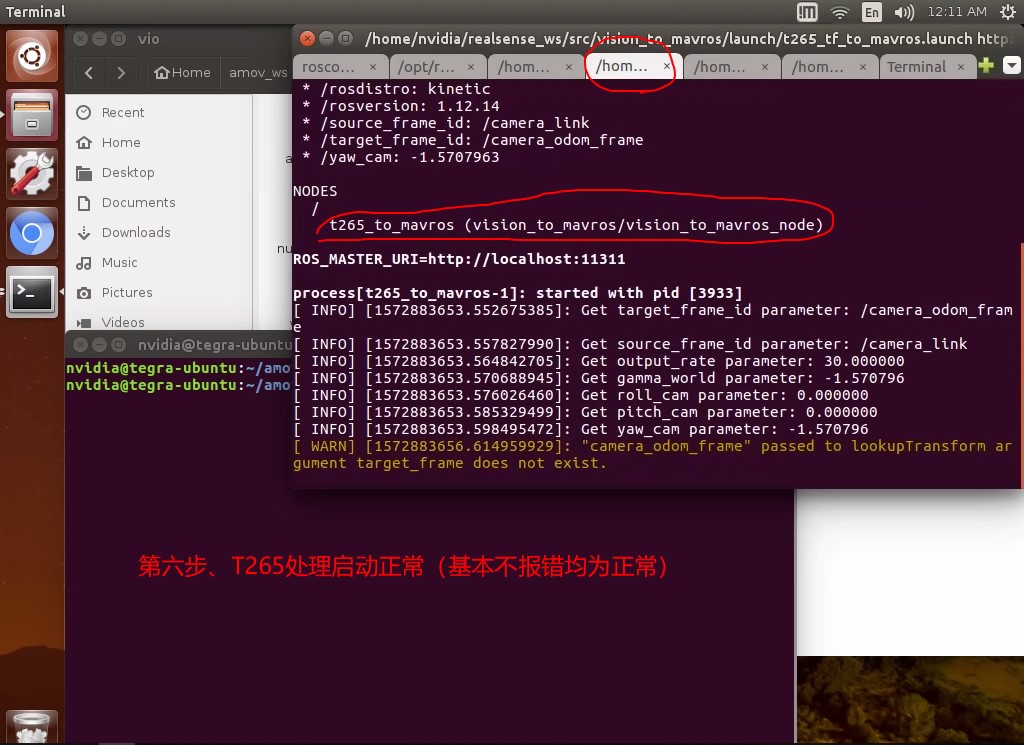 Terminal
En
12:11 AM
vio
Home
amov_ws
Recent
Home
Desktop
Documents
Downloads
Music
Pictures
Videos
nvidia@tegra-ubuntu
nvidia@tegra-ubuntu:~/amo
nvidia@tegra-ubuntu:~/amo
/home/nvidia/realsense_ws/src/vision_to_mavros/launch/t265_tf_to_mavros.launch http
rosco... × /opt/r... × /hom... × /hom... × /hom... × /hom... × Terminal ×
* /rosdistro: kinetic
* /rosversion: 1.12.14
* /source_frame_id: /camera_link
* /target_frame_id: /camera_odom_frame
* /yaw_cam: -1.5707963
NODES
/
t265_to_mavros (vision_to_mavros/vision_to_mavros_node)
ROS_MASTER_URI=http://localhost:11311
process[t265_to_mavros-1]: started with pid [3933]
[ INFO] [1572883653.552675385]: Get target_frame_id parameter: /camera_odom_fram
e
[ INFO] [1572883653.557827990]: Get source_frame_id parameter: /camera_link
[ INFO] [1572883653.564842705]: Get output_rate parameter: 30.000000
[ INFO] [1572883653.570688945]: Get gamma_world parameter: -1.570796
[ INFO] [1572883653.576026460]: Get roll_cam parameter: 0.000000
[ INFO] [1572883653.585329499]: Get pitch_cam parameter: 0.000000
[ INFO] [1572883653.598495472]: Get yaw_cam parameter: -1.570796
[ WARN] [1572883656.614959929]: "camera_odom_frame" passed to lookupTransform ar
gument target_frame does not exist.
第六步、T265处理启动正常（基本不报错均为正常）